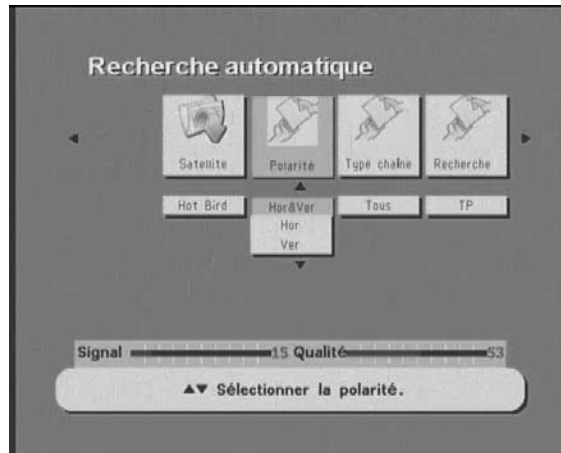 Recherche automatique
Satellite Polarité Type chaîne Recherche
Hot Bird Hor&Ver Tous TP
Hor
Ver
Signal 15 Qualité 53
▲▼ Sélectionner la polarité.